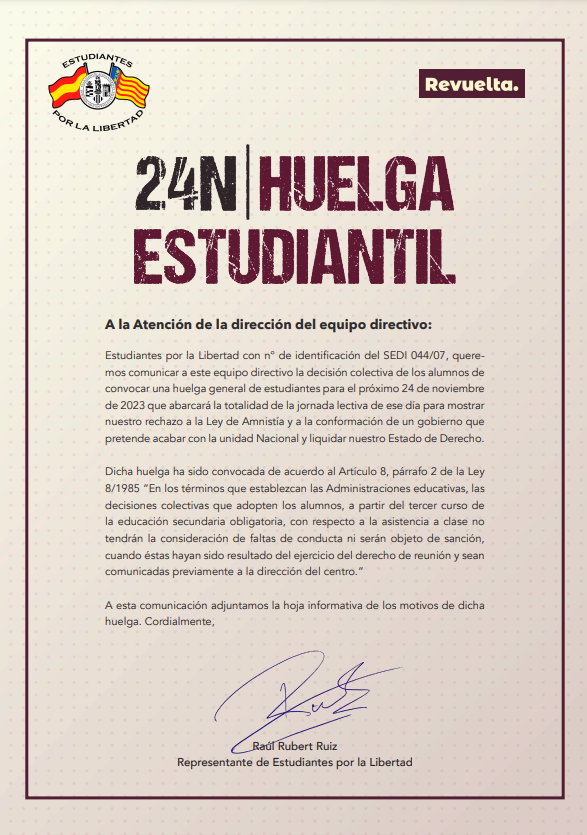 ESTUDIANTES
POR LA LIBERTAD
Revuelta.
24N|HUELGA
ESTUDIANTIL
A la Atención de la dirección del equipo directivo:
Estudiantes por la Libertad con nº de identificación del SEDI 044/07, quere-
mos comunicar a este equipo directivo la decisión colectiva de los alumnos de
convocar una huelga general de estudiantes para el próximo 24 de noviembre
de 2023 que abarcará la totalidad de la jornada lectiva de ese día para mostrar
nuestro rechazo a la Ley de Amnistía y a la conformación de un gobierno que
pretende acabar con la unidad Nacional y liquidar nuestro Estado de Derecho.
Dicha huelga ha sido convocada de acuerdo al Artículo 8, párrafo 2 de la Ley
8/1985 “En los términos que establezcan las Administraciones educativas, las
decisiones colectivas que adopten los alumnos, a partir del tercer curso de
la educación secundaria obligatoria, con respecto a la asistencia a clase no
tendrán la consideración de faltas de conducta ni serán objeto de sanción,
cuando éstas hayan sido resultado del ejercicio del derecho de reunión y sean
comunicadas previamente a la dirección del centro.”
A esta comunicación adjuntamos la hoja informativa de los motivos de dicha
huelga. Cordialmente,
Raúl Rubert Ruiz
Representante de Estudiantes por la Libertad